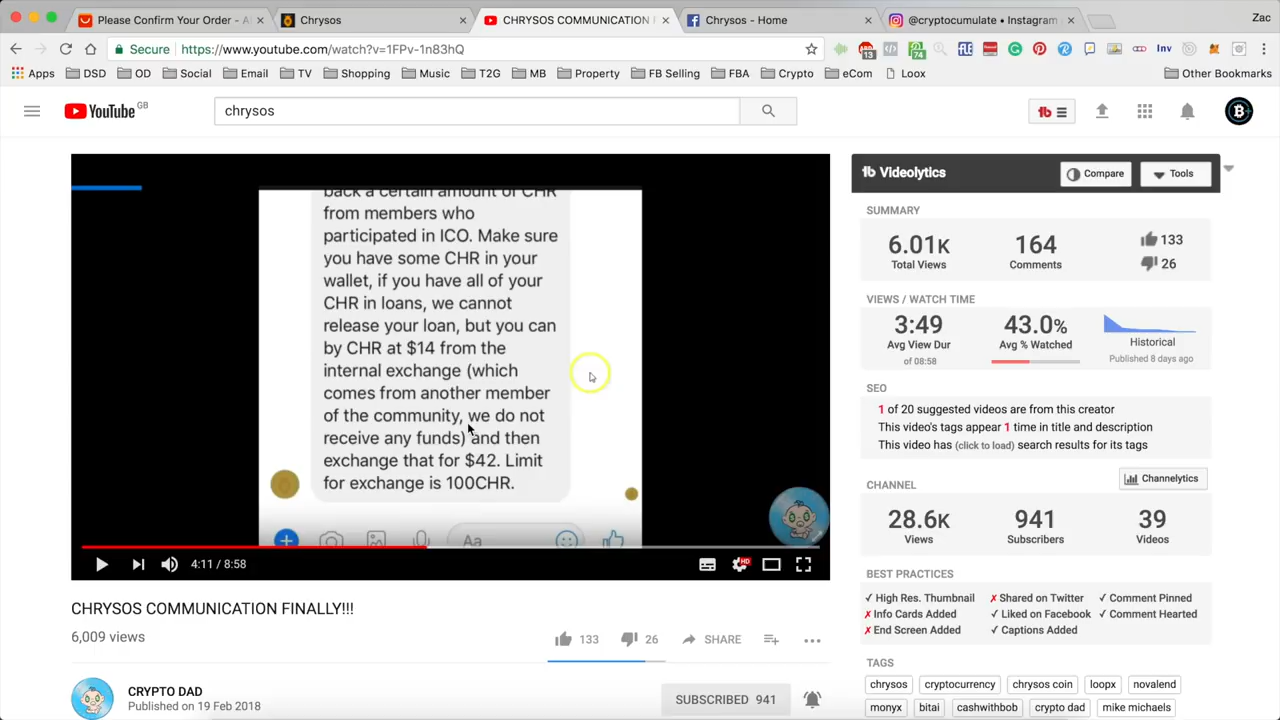 Please Confirm Your Order - A
Chrysos
CHRYSOS COMMUNICATION
Chrysos - Home
@cryptocumulate • Instagram
Zac
Secure
https://www.youtube.com/watch?v=1FPv-1n83hQ
13
74
Inv
Apps
DSD
OD
Social
Email
TV
Shopping
Music
T2G
MB
Property
FB Selling
FBA
Crypto
eCom
Loox
Other Bookmarks
YouTube GB
chrysos
tb
back a certain amount of CHR
from members who
participated in ICO. Make sure
you have some CHR in your
wallet, if you have all of your
CHR in loans, we cannot
release your loan, but you can
by CHR at $14 from the
internal exchange (which
comes from another member
of the community, we do not
receive any funds) and then
exchange that for $42. Limit
for exchange is 100CHR.
Aa
4:11 / 8:58
HD
CHRYSOS COMMUNICATION FINALLY!!!
6,009 views
133
26
SHARE
CRYPTO DAD
Published on 19 Feb 2018
SUBSCRIBED 941
tb Videolytics
Compare
Tools
SUMMARY
6.01K
Total Views
164
Comments
133
26
VIEWS / WATCH TIME
3:49
Avg View Dur
of 08:58
43.0%
Avg % Watched
Historical
Published 8 days ago
SEO
1 of 20 suggested videos are from this creator
This video's tags appear 1 time in title and description
This video has (click to load) search results for its tags
CHANNEL
Channelytics
28.6K
Views
941
Subscribers
39
Videos
BEST PRACTICES
✓ High Res. Thumbnail
✗ Shared on Twitter
✓ Comment Pinned
✗ Info Cards Added
✓ Liked on Facebook
✓ Comment Hearted
✗ End Screen Added
✓ Captions Added
TAGS
chrysos
cryptocurrency
chrysos coin
loopx
novalend
monyx
bitai
cashwithbob
crypto dad
mike michaels